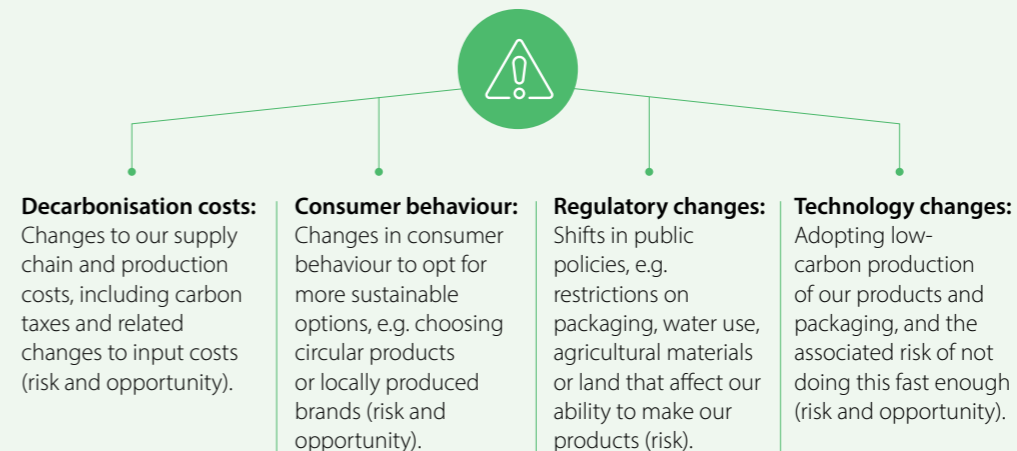 Decarbonisation costs:
Changes to our supply
chain and production
costs, including carbon
taxes and related
changes to input costs
(risk and opportunity).
Consumer behaviour:
Changes in consumer
behaviour to opt for
more sustainable
options, e.g. choosing
circular products
or locally produced
brands (risk and
opportunity).
Regulatory changes:
Shifts in public
policies, e.g.
restrictions on
packaging, water use,
agricultural materials
or land that affect our
ability to make our
products (risk).
Technology changes:
Adopting low-
carbon production
of our products and
packaging, and the
associated risk of not
doing this fast enough
(risk and opportunity).